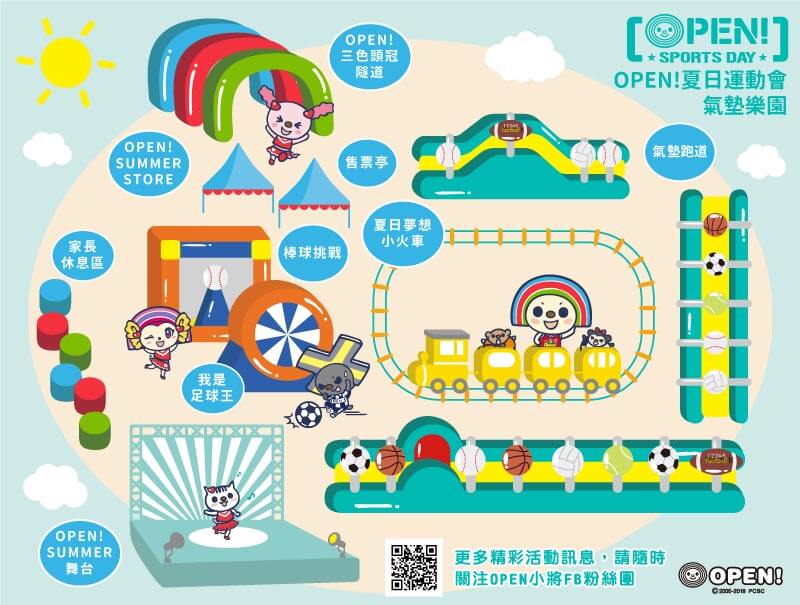 OPEN!
SPORTS DAY
OPEN!夏日運動會
氣墊樂園
OPEN!
三色頭冠
隧道
OPEN!
SUMMER
STORE
售票亭
氣墊跑道
家長
休息區
棒球挑戰
夏日夢想
小火車
我是
足球王
OPEN!
SUMMER
舞台
更多精彩活動訊息，請隨時
關注OPEN小將FB粉絲團
OPEN!
©2005-2018 PCSC